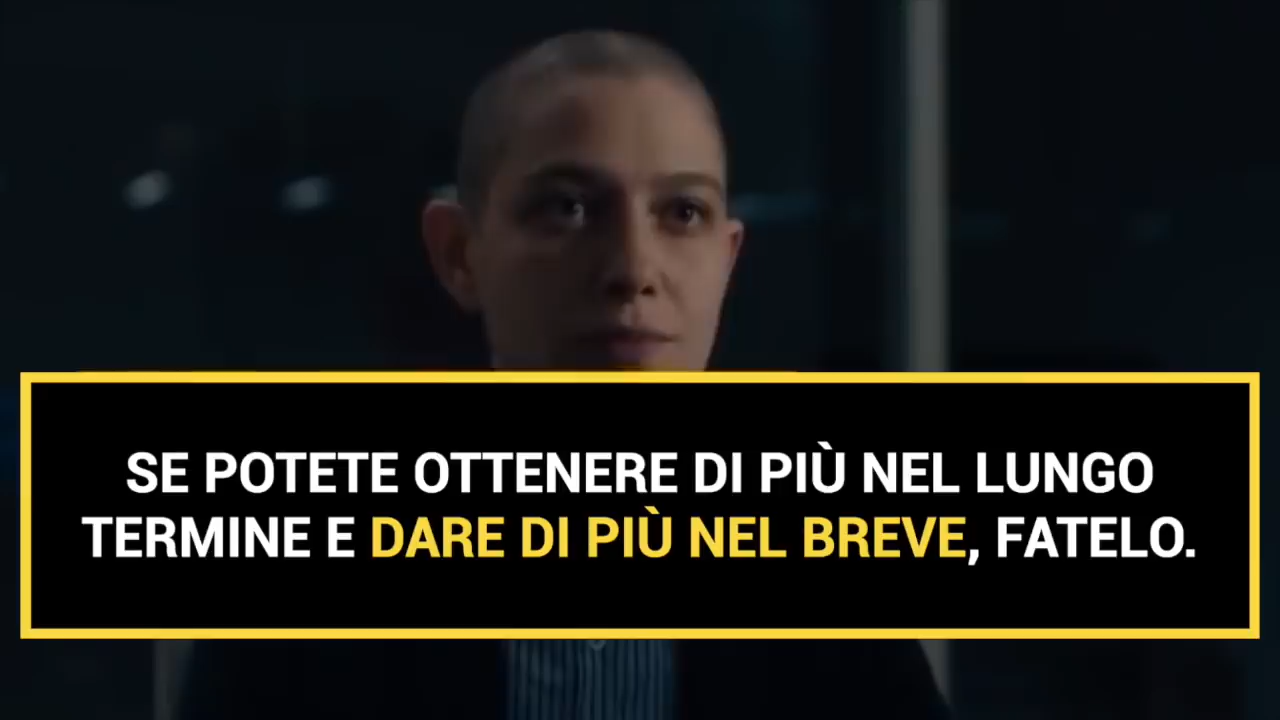 SE POTETE OTTENERE DI PIÙ NEL LUNGO
TERMINE E DARE DI PIÙ NEL BREVE, FATELO.